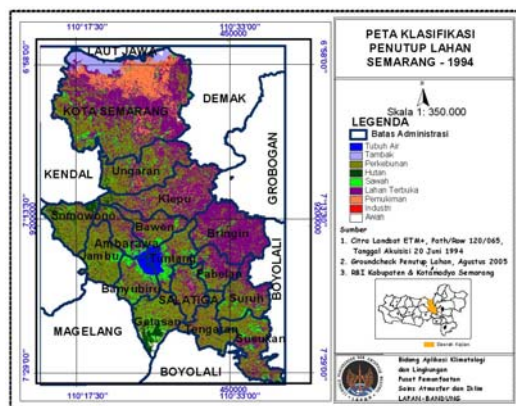 110°17'30"
110°33'00"
450000
LAUT JAWA
6°58'00"
6°58'00"
KOTA SEMARANG
DEMAK
GROBOGAN
KENDAL
Ungaran
Klepu
7°13'30"
7°13'30"
9200000
9200000
Sumowono
Bawen
Bringin
Ambarawa
Jambu
Tuntang
Pabelan
Banyubiru
BOYOLALI
SALATIGA
Suruh
MAGELANG
Getasan
Tengaran
Susukan
7°29'00"
7°29'00"
BOYOLALI
110°17'30"
110°33'00"
450000
PETA KLASIFIKASI
PENUTUP LAHAN
SEMARANG - 1994
Skala 1: 350.000
LEGENDA
Batas Administrasi
Tubuh Air
Tambak
Perkebunan
Hutan
Sawah
Lahan Terbuka
Pemukiman
Industri
Awan
Sumber
1. Citra Landsat ETM+, Path/Row 120/065,
Tanggal Akuisisi 20 Juni 1994
2. Groundcheck Penutup Lahan, Agustus 2005
3. RBI Kabupaten & Kotamadya Semarang
Daerah Kajian
Bidang Aplikasi Klimatologi
dan Lingkungan
Pusat Pemanfaatan
Sains Atmosfer dan Iklim
LAPAN-BANDUNG